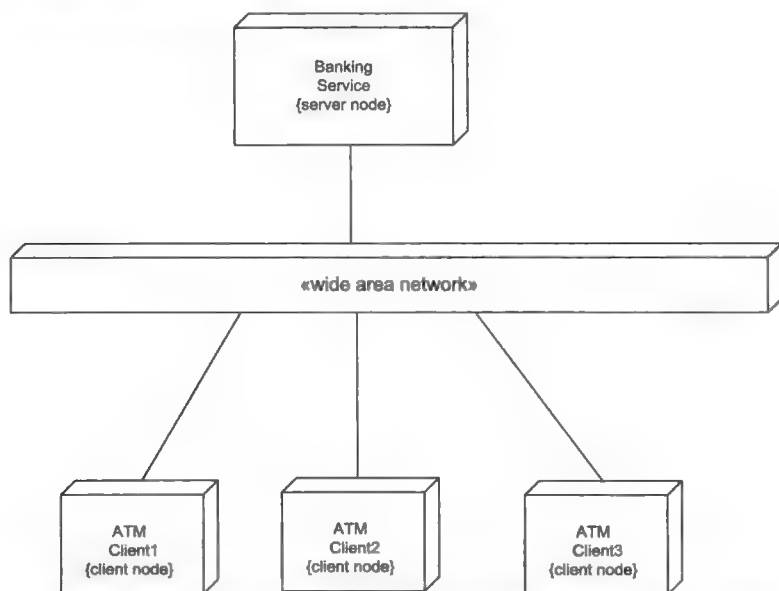 Banking
Service
{server node}
«wide area network»
ATM
Client1
{client node}
ATM
Client2
{client node}
ATM
Client3
{client node}